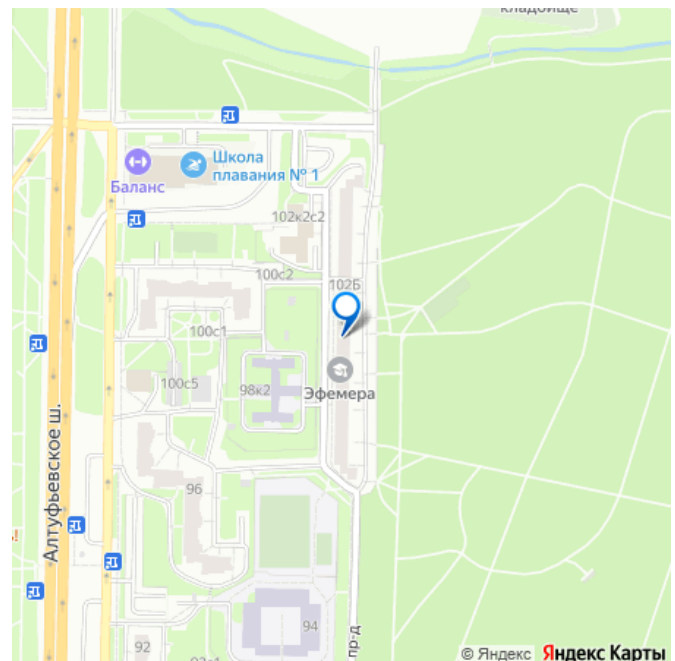 кладбище
Школа
плавания № 1
Баланс
102к2с2
100с2
102Б
100с1
100с5
98к2
Эфемера
Алтуфьевское ш.
96
94
92
пр-д
© Яндекс Яндекс Карты